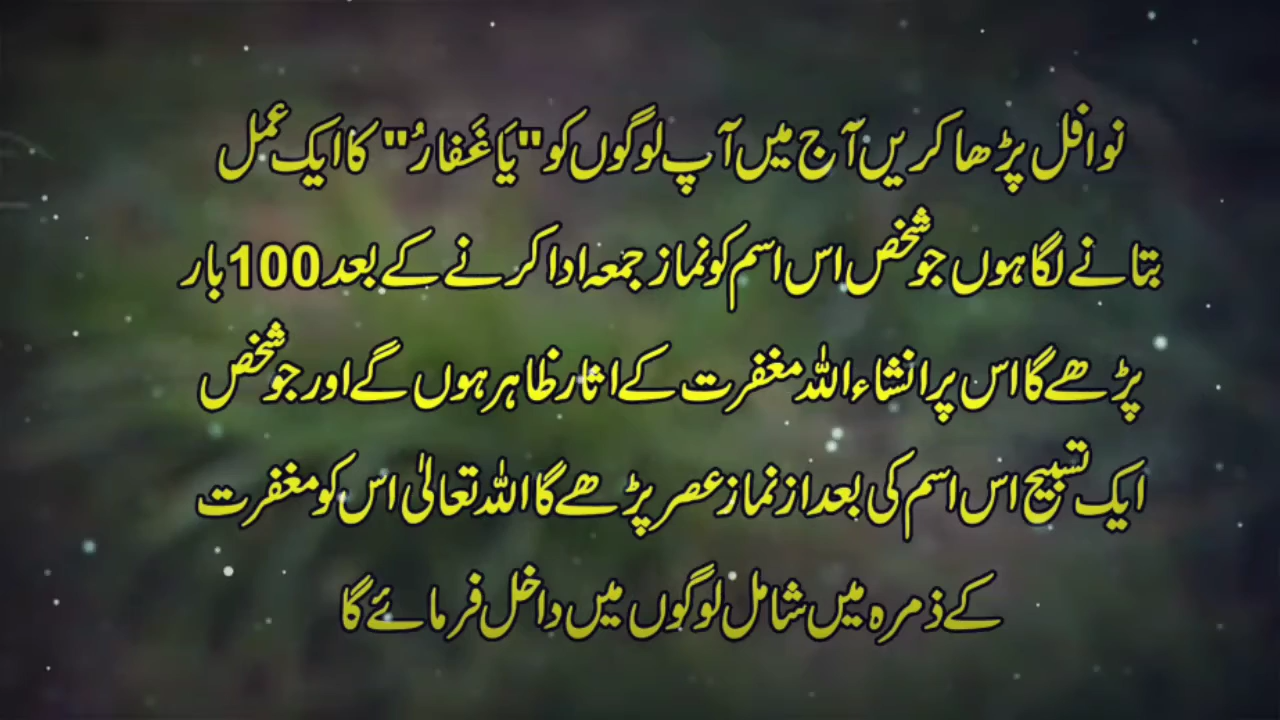 نوافل پڑھا کریں آج میں آپ لوگوں کو "یَا غَفارُ" کا ایک عمل
بتانے لگا ہوں جو شخص اس اسم کو نماز جمعہ ادا کرنے کے بعد 100 بار
پڑھے گا اس پر انشاء اللہ مغفرت کے اثار ظاہر ہوں گے اور جو شخص
ایک تسبیح اس اسم کی بعد از نماز عصر پڑھے گا اللہ تعالیٰ اس کو مغفرت
کے ذمرہ میں شامل لوگوں میں داخل فرمائے گا